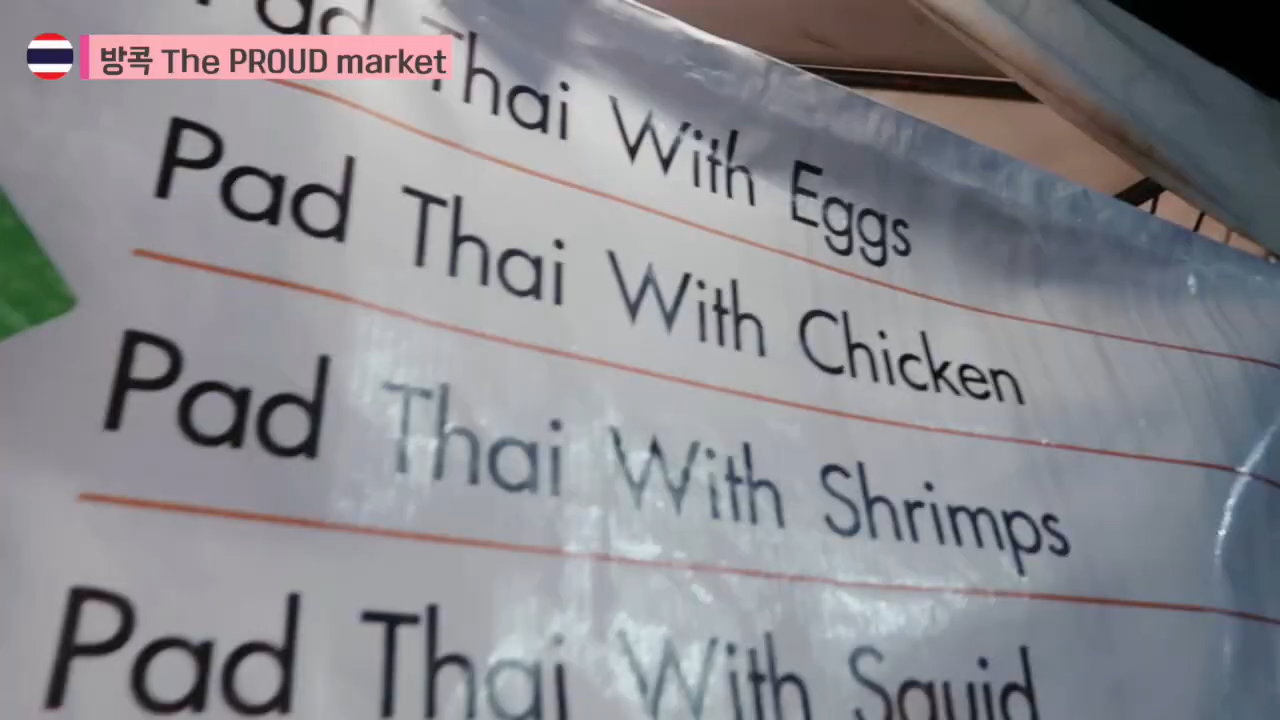 방콕 The PROUD market
Pad Thai With Eggs
Pad Thai With Chicken
Pad Thai With Shrimps
Pad Thai With Squid